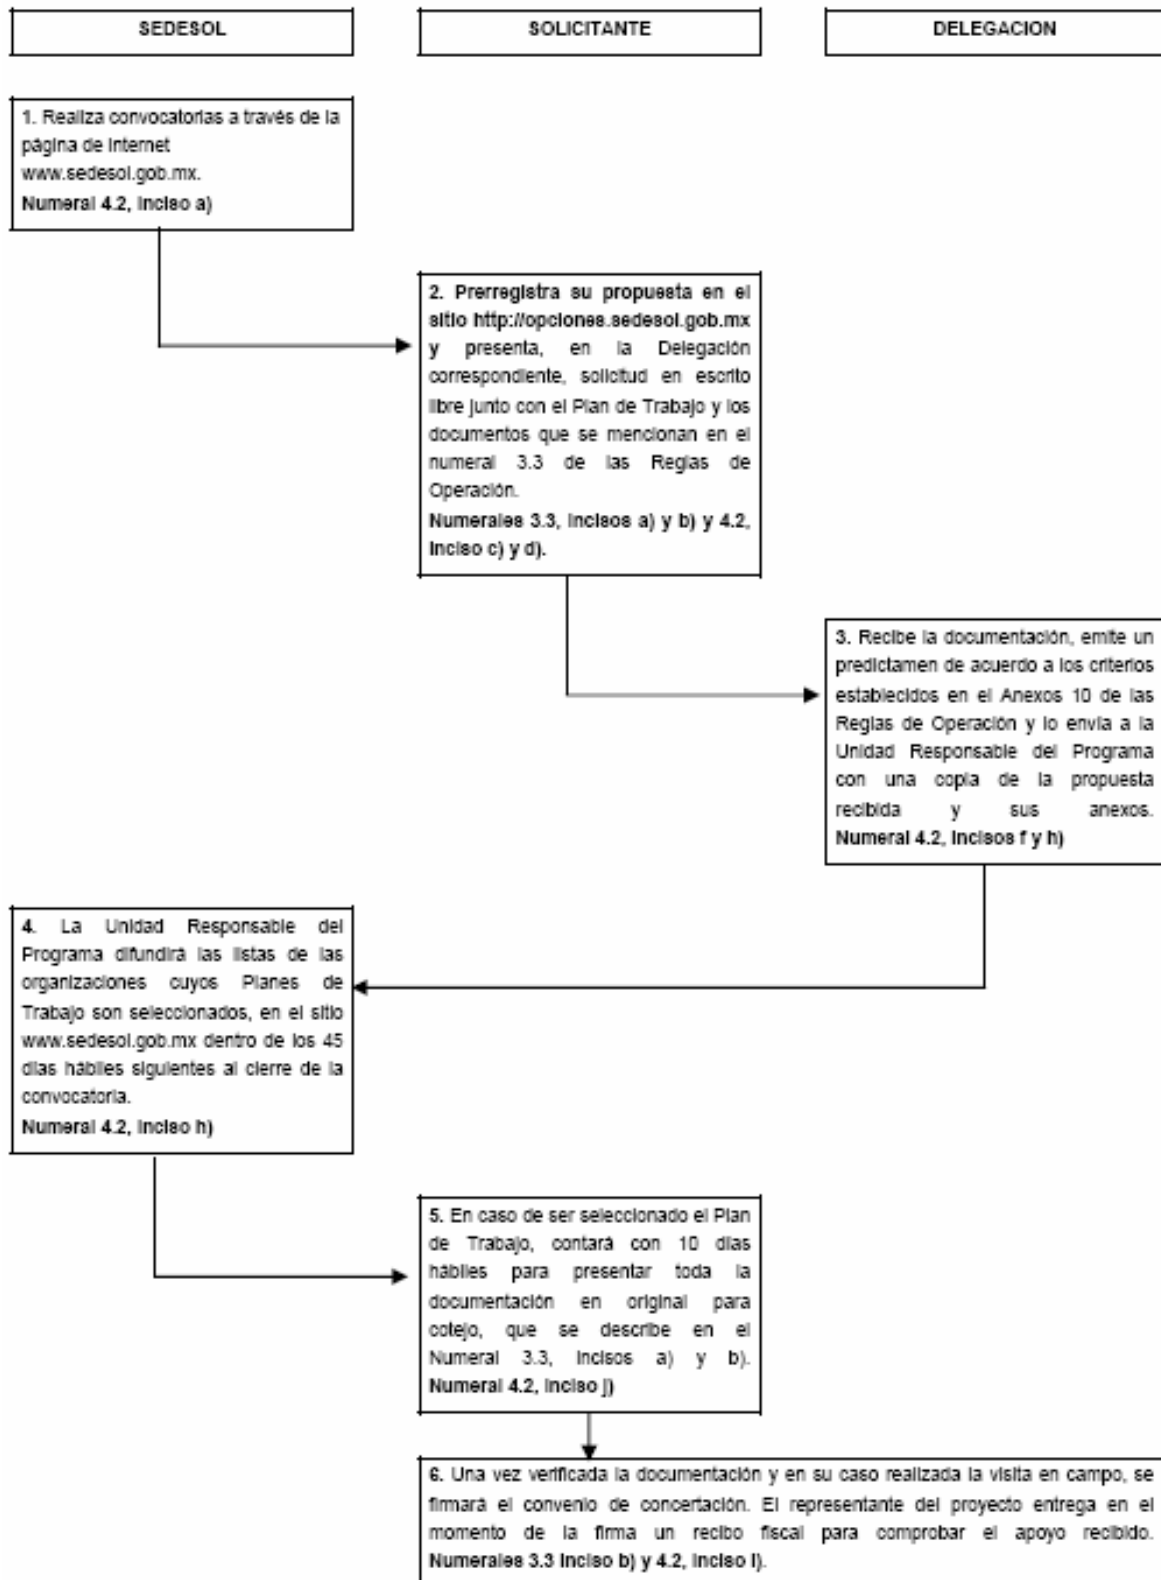 SEDESOL
SOLICITANTE
DELEGACION
1. Realiza convocatorias a través de la
página de Internet
www.sedesol.gob.mx.
Numeral 4.2, Inciso a)
2. Prerregistra su propuesta en el
sitio http://opciones.sedesol.gob.mx
y presenta, en la Delegación
correspondiente, solicitud en escrito
libre junto con el Plan de Trabajo y los
documentos que se mencionan en el
numeral 3.3 de las Reglas de
Operación.
Numerales 3.3, Incisos a) y b) y 4.2,
Inciso c) y d).
3. Recibe la documentación, emite un
predictamen de acuerdo a los criterios
establecidos en el Anexos 10 de las
Reglas de Operación y lo envía a la
Unidad Responsable del Programa
con una copia de la propuesta
recibida y sus anexos.
Numeral 4.2, Incisos f y h)
4. La Unidad Responsable del
Programa difundirá las listas de las
organizaciones cuyos Planes de
Trabajo son seleccionados, en el sitio
www.sedesol.gob.mx dentro de los 45
días hábiles siguientes al cierre de la
convocatoria.
Numeral 4.2, Inciso h)
5. En caso de ser seleccionado el Plan
de Trabajo, contará con 10 días
hábiles para presentar toda la
documentación en original para
cotejo, que se describe en el
Numeral 3.3, Incisos a) y b).
Numeral 4.2, Inciso j)
6. Una vez verificada la documentación y en su caso realizada la visita en campo, se
firmará el convenio de concertación. El representante del proyecto entrega en el
momento de la firma un recibo fiscal para comprobar el apoyo recibido.
Numerales 3.3 Inciso b) y 4.2, Inciso l).